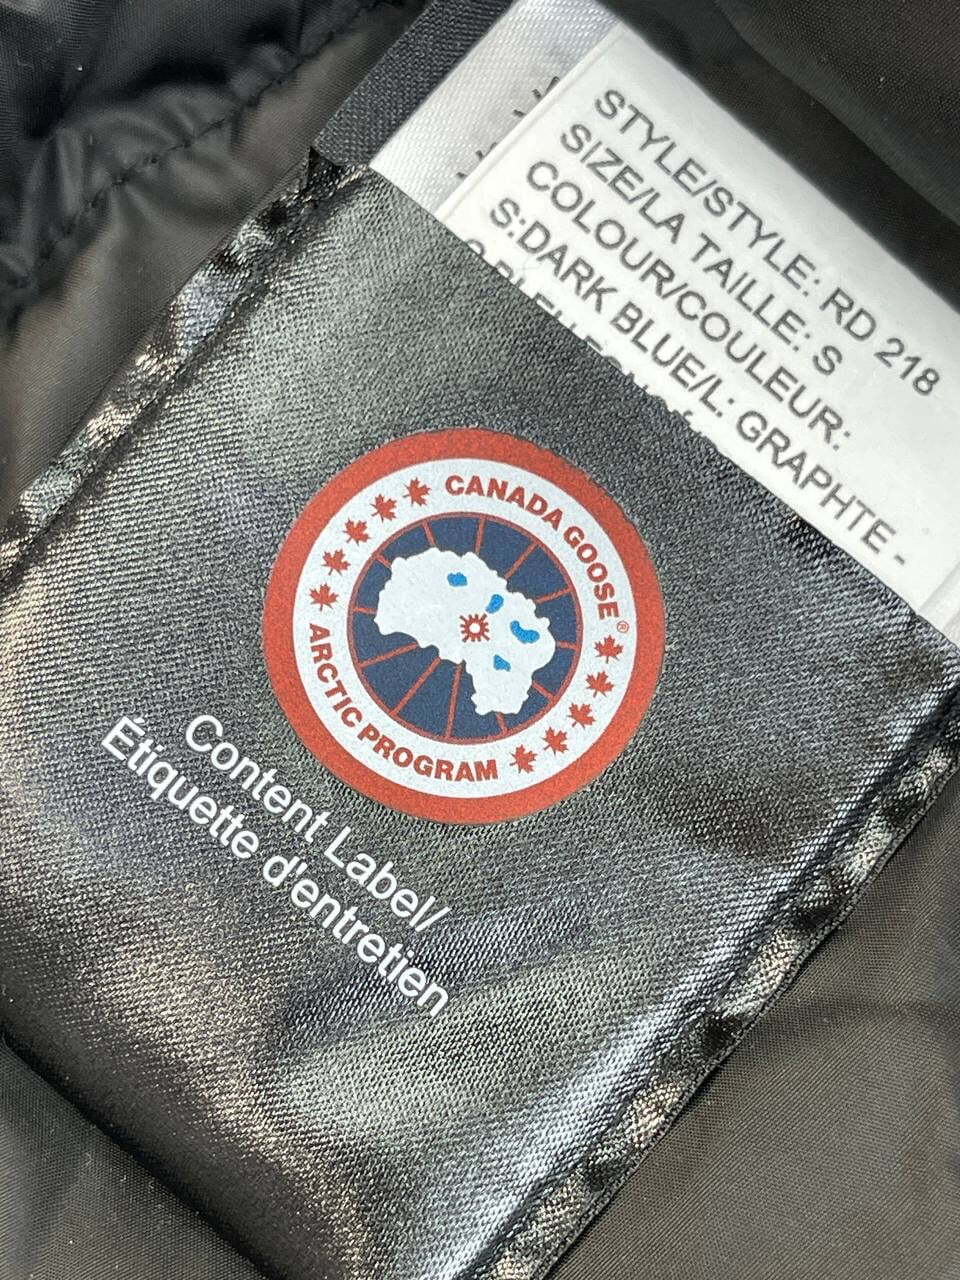 STYLE/STYLE: RD 218
SIZE/LA TAILLE: S
COLOUR/COULEUR:
S:DARK BLUE/L: GRAPHTE -
CANADA GOOSE®
ARCTIC PROGRAM
Content Label/
Étiquette d'entretien